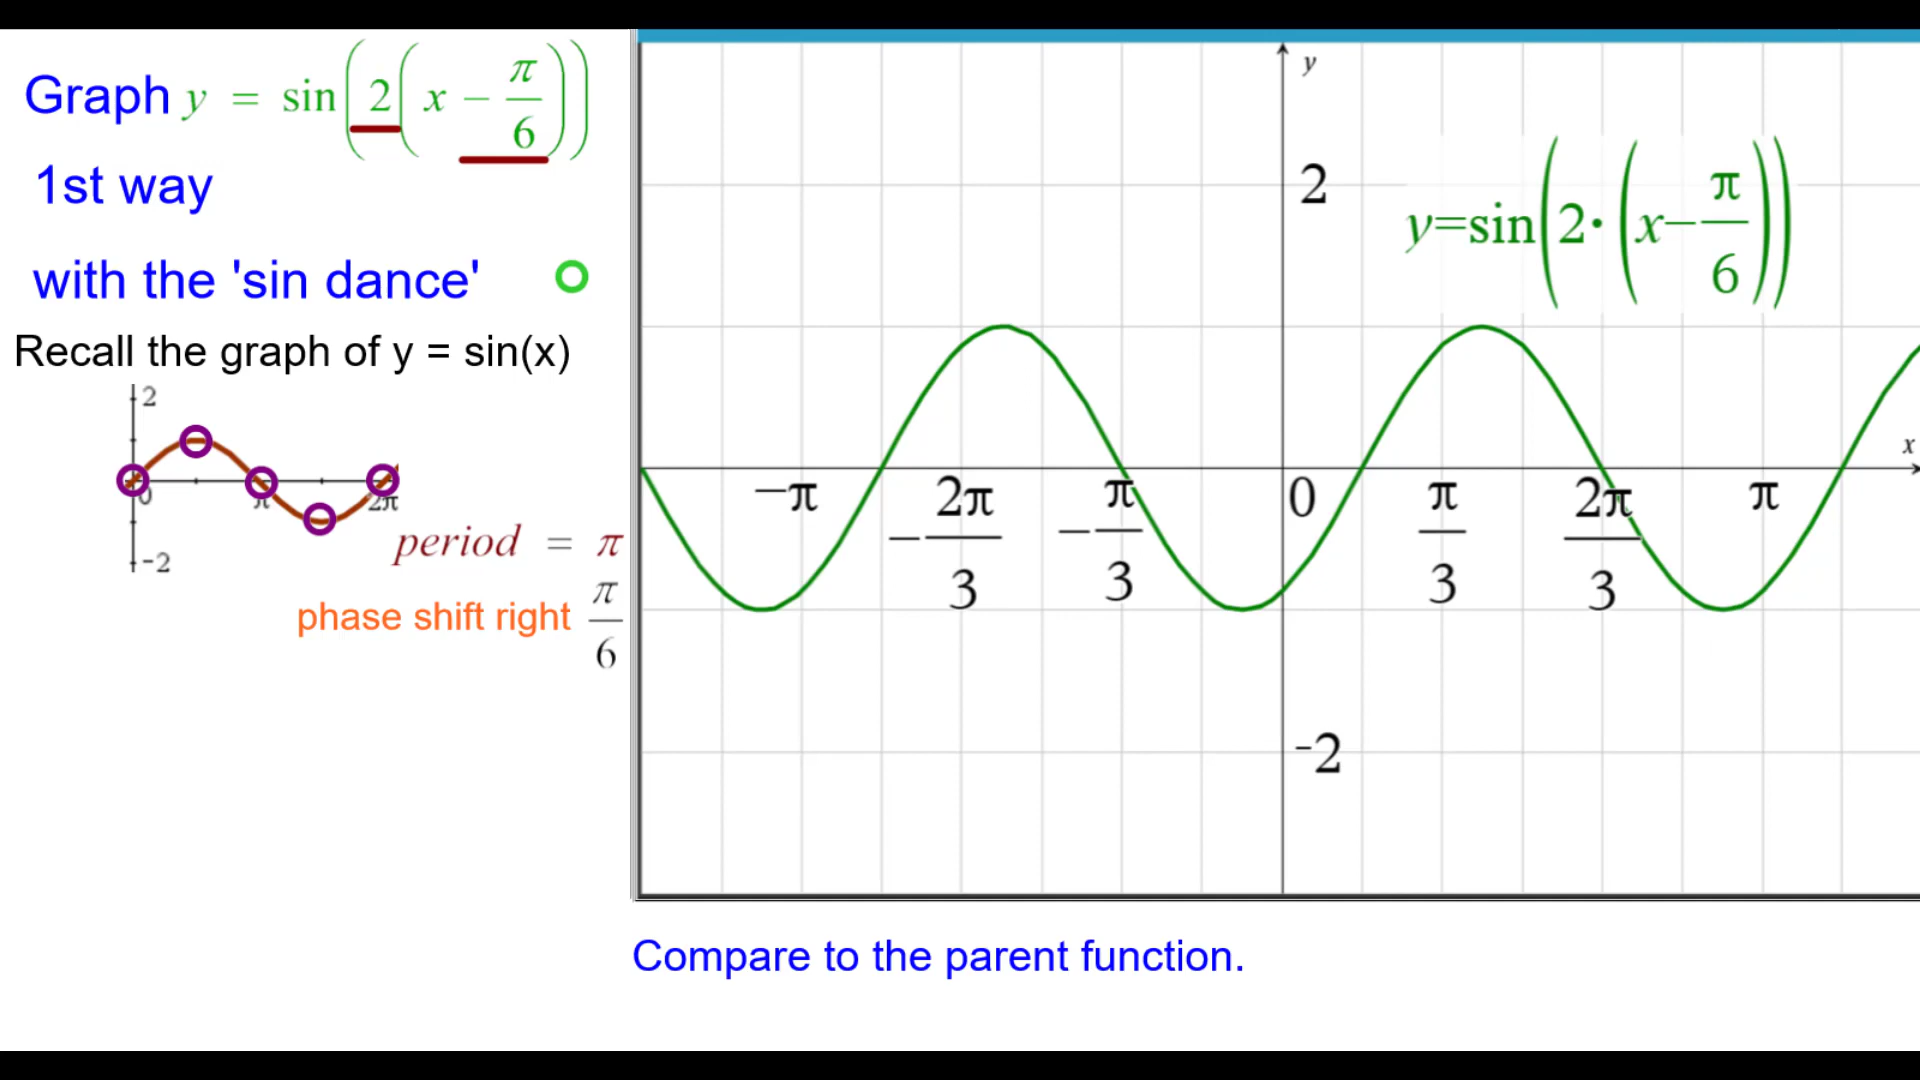 Graph y = sin(2(x − π/6))
1st way
with the 'sin dance'
Recall the graph of y = sin(x)
2
0 π 2π
-2
period = π
phase shift right π/6
y
2
y=sin(2·(x−π/6))
x
−π −2π/3 −π/3 0 π/3 2π/3 π
-2
Compare to the parent function.